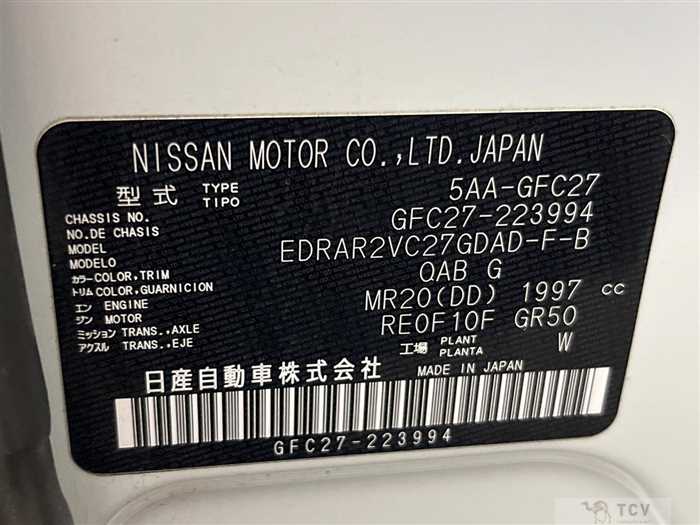 NISSAN MOTOR CO.,LTD.JAPAN
型式 TYPE TIPO 5AA-GFC27
CHASSIS NO. NO.DE CHASIS GFC27-223994
MODEL MODELO EDRAR2VC27GDAD-F-B
カラー COLOR,TRIM トリム COLOR,GUARNICION QAB G
エンジン ENGINE MOTOR MR20(DD) 1997 cc
ミッション アクスル TRANS.,AXLE TRANS.,EJE RE0F10F GR50
工場 PLANT PLANTA W
日産自動車株式会社 MADE IN JAPAN
GFC27-223994
TCV